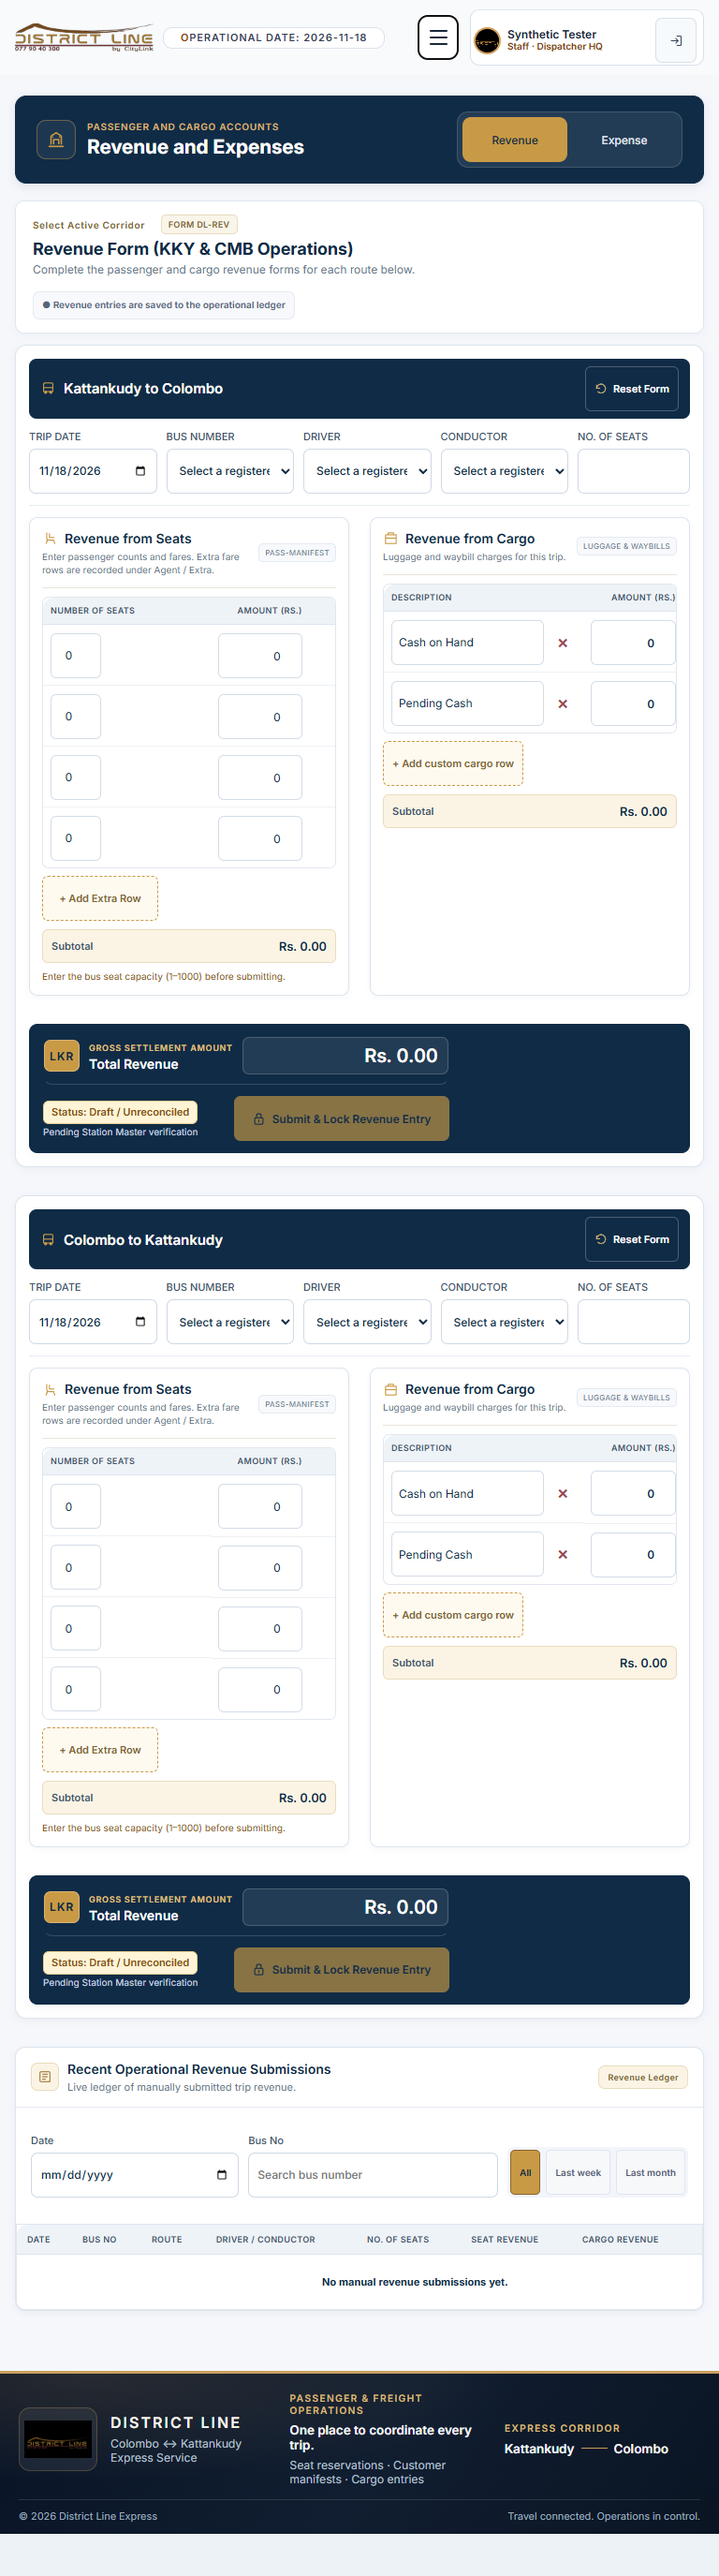 DISTRICT LINE
by CityLink
077 90 40 300
OPERATIONAL DATE: 2026-11-18
Synthetic Tester
Staff · Dispatcher HQ
PASSENGER AND CARGO ACCOUNTS
Revenue and Expenses
Revenue
Expense
Select Active Corridor
FORM DL-REV
Revenue Form (KKY & CMB Operations)
Complete the passenger and cargo revenue forms for each route below.
Revenue entries are saved to the operational ledger
Kattankudy to Colombo
Reset Form
TRIP DATE
BUS NUMBER
DRIVER
CONDUCTOR
NO. OF SEATS
11/18/2026
Select a registere
Select a registere
Select a registere
Revenue from Seats
Enter passenger counts and fares. Extra fare
rows are recorded under Agent / Extra.
PASS-MANIFEST
NUMBER OF SEATS
AMOUNT (RS.)
0
0
0
0
0
0
0
0
+ Add Extra Row
Subtotal
Rs. 0.00
Enter the bus seat capacity (1–1000) before submitting.
Revenue from Cargo
Luggage and waybill charges for this trip.
LUGGAGE & WAYBILLS
DESCRIPTION
AMOUNT (RS.)
Cash on Hand
×
0
Pending Cash
×
0
+ Add custom cargo row
Subtotal
Rs. 0.00
LKR
GROSS SETTLEMENT AMOUNT
Total Revenue
Rs. 0.00
Status: Draft / Unreconciled
Pending Station Master verification
Submit & Lock Revenue Entry
Colombo to Kattankudy
Reset Form
TRIP DATE
BUS NUMBER
DRIVER
CONDUCTOR
NO. OF SEATS
11/18/2026
Select a registere
Select a registere
Select a registere
Revenue from Seats
Enter passenger counts and fares. Extra fare
rows are recorded under Agent / Extra.
PASS-MANIFEST
NUMBER OF SEATS
AMOUNT (RS.)
0
0
0
0
0
0
0
0
+ Add Extra Row
Subtotal
Rs. 0.00
Enter the bus seat capacity (1–1000) before submitting.
Revenue from Cargo
Luggage and waybill charges for this trip.
LUGGAGE & WAYBILLS
DESCRIPTION
AMOUNT (RS.)
Cash on Hand
×
0
Pending Cash
×
0
+ Add custom cargo row
Subtotal
Rs. 0.00
LKR
GROSS SETTLEMENT AMOUNT
Total Revenue
Rs. 0.00
Status: Draft / Unreconciled
Pending Station Master verification
Submit & Lock Revenue Entry
Recent Operational Revenue Submissions
Live ledger of manually submitted trip revenue.
Revenue Ledger
Date
Bus No
mm/dd/yyyy
Search bus number
All
Last week
Last month
DATE
BUS NO
ROUTE
DRIVER / CONDUCTOR
NO. OF SEATS
SEAT REVENUE
CARGO REVENUE
No manual revenue submissions yet.
DISTRICT LINE
DISTRICT LINE
Colombo ↔ Kattankudy
Express Service
PASSENGER & FREIGHT
OPERATIONS
One place to coordinate every
trip.
Seat reservations · Customer
manifests · Cargo entries
EXPRESS CORRIDOR
Kattankudy
Colombo
© 2026 District Line Express
Travel connected. Operations in control.